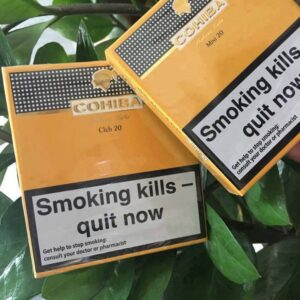 COHIBA
Club 20
Smoking kills –
quit now
Get help to stop smoking:
consult your doctor or pharmacist
COHIBA
Mini 20
Smoking kills
quit now
Get help to stop smoking:
consult your doctor or pharmacist